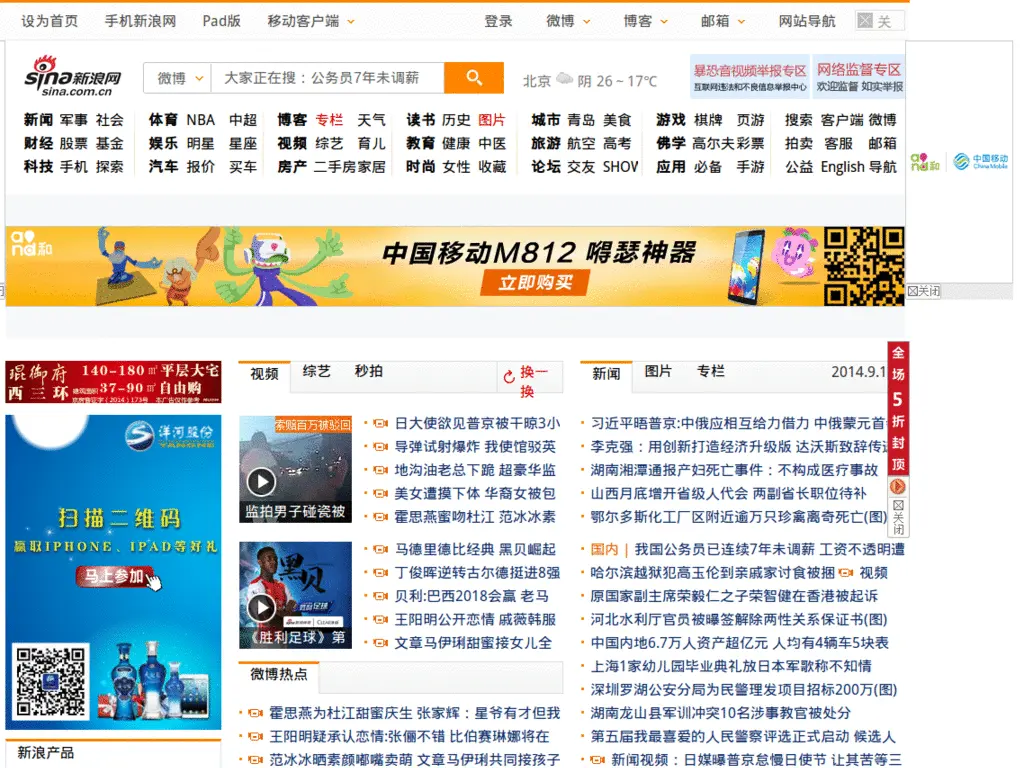 设为首页 手机新浪网 Pad版 移动客户端 登录 微博 博客 邮箱 网站导航 关
sina新浪网
sina.com.cn
微博 大家正在搜：公务员7年未调薪
北京 阴 26 ~ 17℃
暴恐音视频举报专区
互联网违法和不良信息举报中心
网络监督专区
欢迎监督 如实举报
新闻 军事 社会 体育 NBA 中超 博客 专栏 天气 读书 历史 图片 城市 青岛 美食 游戏 棋牌 页游 搜索 客户端 微博
财经 股票 基金 娱乐 明星 星座 视频 综艺 育儿 教育 健康 中医 旅游 航空 高考 佛学 高尔夫 彩票 拍卖 客服 邮箱
科技 手机 探索 汽车 报价 买车 房产 二手房 家居 时尚 女性 收藏 论坛 交友 SHOW 应用 必备 手游 公益 English 导航
and和 中国移动
China Mobile
and和
中国移动M812 嘚瑟神器
立即购买
关闭
全场5折封顶
关闭
琨御府 140-180㎡平层大宅
西三环 建筑面积 37-90㎡自由购
洋河股份
扫描二维码
赢取IPHONE、IPAD等好礼
马上参加
新浪产品
视频 综艺 秒拍 换一换
索赔百万被驳回
监拍男子碰瓷被
日大使欲见普京被干晾3小
导弹试射爆炸 我使馆驳英
地沟油老总下跪 超豪华监
美女遭摸下体 华裔女被包
霍思燕蜜吻杜江 范冰冰素
黑贝
《胜利足球》第
马德里德比经典 黑贝崛起
丁俊晖逆转古尔德挺进8强
贝利:巴西2018会赢 老马
王阳明公开恋情 戚薇韩服
文章马伊琍甜蜜接女儿全
微博热点
霍思燕为杜江甜蜜庆生 张家辉：星爷有才但我
王阳明疑承认恋情:张俪不错 比伯赛琳娜将在
范冰冰晒素颜嘟嘴卖萌 文章马伊琍共同接孩子
新闻 图片 专栏 2014.9.1
习近平晤普京:中俄应相互给力借力 中俄蒙元首
李克强：用创新打造经济升级版 达沃斯致辞传
湖南湘潭通报产妇死亡事件：不构成医疗事故
山西月底增开省级人代会 两副省长职位待补
鄂尔多斯化工厂区附近逾万只珍禽离奇死亡(图)
国内 | 我国公务员已连续7年未调薪 工资不透明遭
哈尔滨越狱犯高玉伦到亲戚家讨食被捆 视频
原国家副主席荣毅仁之子荣智健在香港被起诉
河北水利厅官员被曝签解除两性关系保证书(图)
中国内地6.7万人资产超亿元 人均有4辆车5块表
上海1家幼儿园毕业典礼放日本军歌称不知情
深圳罗湖公安分局为民警理发项目招标200万(图)
湖南龙山县军训冲突10名涉事教官被处分
第五届我最喜爱的人民警察评选正式启动 候选人
新闻视频：日媒曝普京怠慢日使节 让其苦等三